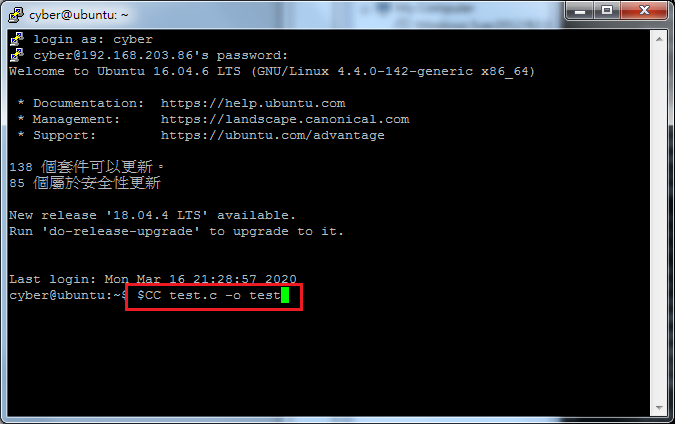 cyber@ubuntu: ~
login as: cyber
cyber@192.168.203.86's password:
Welcome to Ubuntu 16.04.6 LTS (GNU/Linux 4.4.0-142-generic x86_64)
* Documentation:  https://help.ubuntu.com
* Management:     https://landscape.canonical.com
* Support:        https://ubuntu.com/advantage
138 個套件可以更新。
85 個屬於安全性更新
New release '18.04.4 LTS' available.
Run 'do-release-upgrade' to upgrade to it.
Last login: Mon Mar 16 21:28:57 2020
cyber@ubuntu:~$ $CC test.c -o test